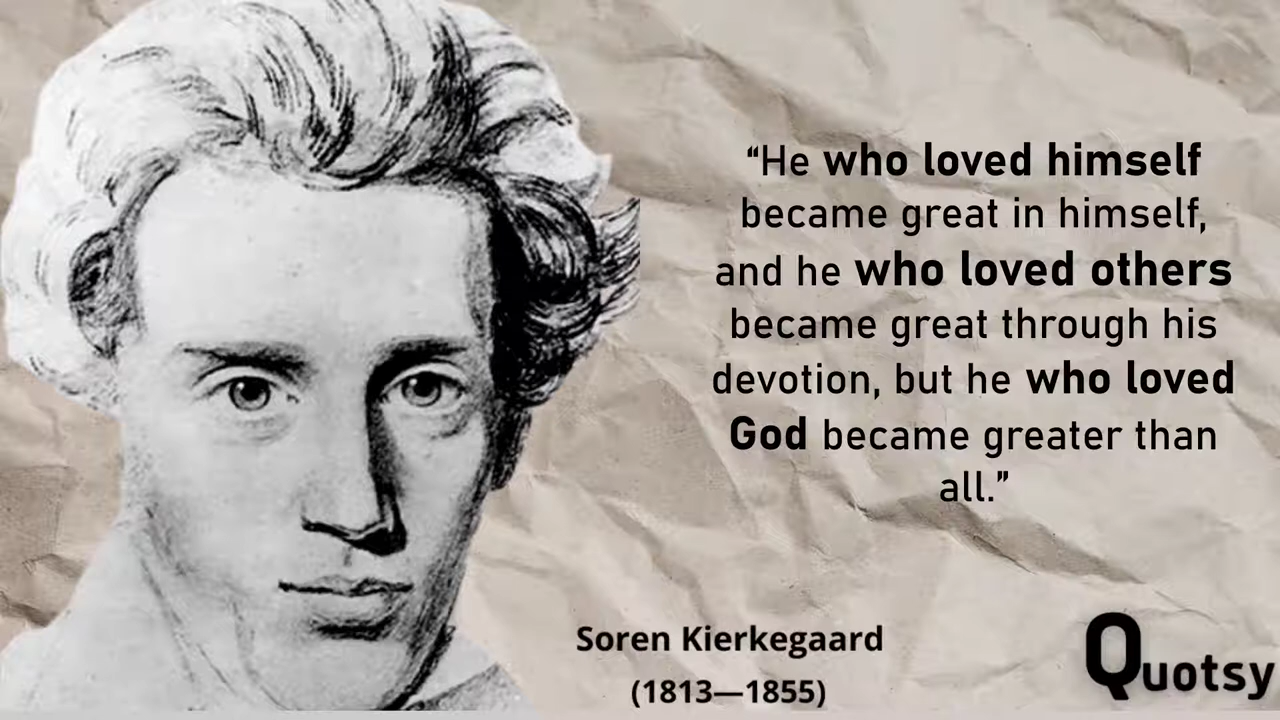 “He who loved himself
became great in himself,
and he who loved others
became great through his
devotion, but he who loved
God became greater than
all.”
Soren Kierkegaard
(1813—1855)
Quotsy